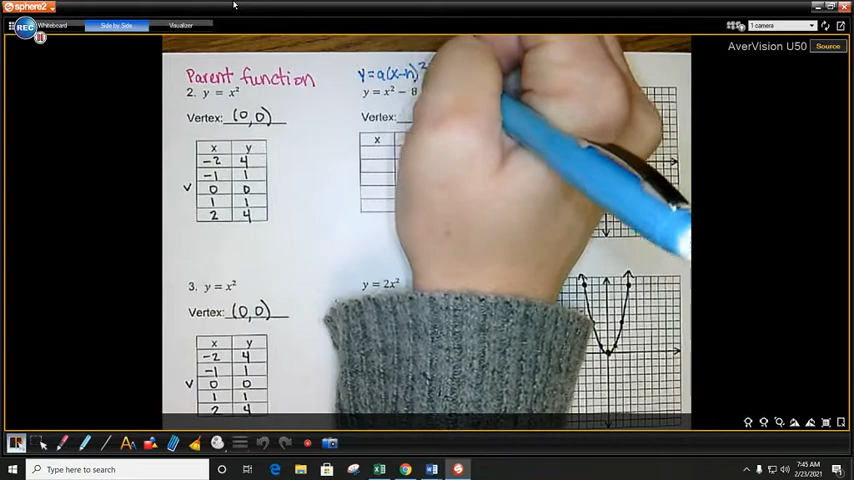 sphere2
REC
Whiteboard
Side by Side
Visualizer
1 camera
AverVision U50
Source
Parent function
y=a(x-h)²
2. y = x²
y = x² − 8
Vertex: (0,0)
Vertex:
x y
x
-2 4
-1 1
v 0 0
1 1
2 4
3. y = x²
y = 2x²
Vertex: (0,0)
x y
-2 4
-1 1
v 0 0
1 1
2 4
Type here to search
7:45 AM
2/23/2021